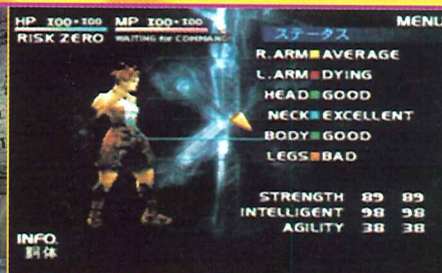 HP 100/100 MP 100/100 MENU
RISK ZERO WAITING for COMMAND
ステータス
R.ARM AVERAGE
L.ARM DYING
HEAD GOOD
NECK EXCELLENT
BODY GOOD
LEGS BAD
STRENGTH 89 89
INTELLIGENT 98 98
AGILITY 38 38
INFO.
胴体